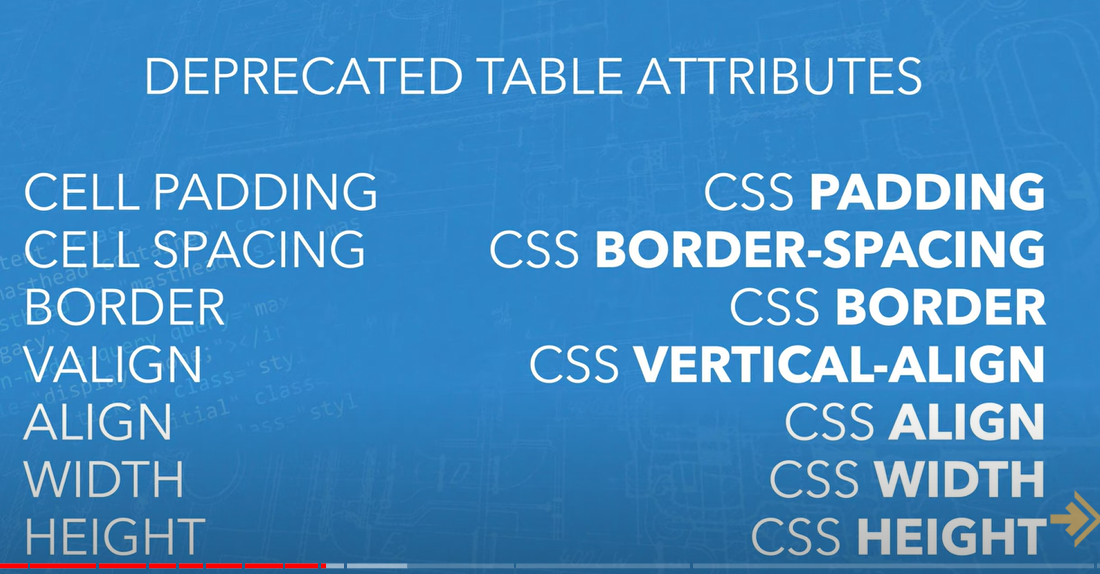 DEPRECATED TABLE ATTRIBUTES
CELL PADDING CSS PADDING
CELL SPACING CSS BORDER-SPACING
BORDER CSS BORDER
VALIGN CSS VERTICAL-ALIGN
ALIGN CSS ALIGN
WIDTH CSS WIDTH
HEIGHT CSS HEIGHT